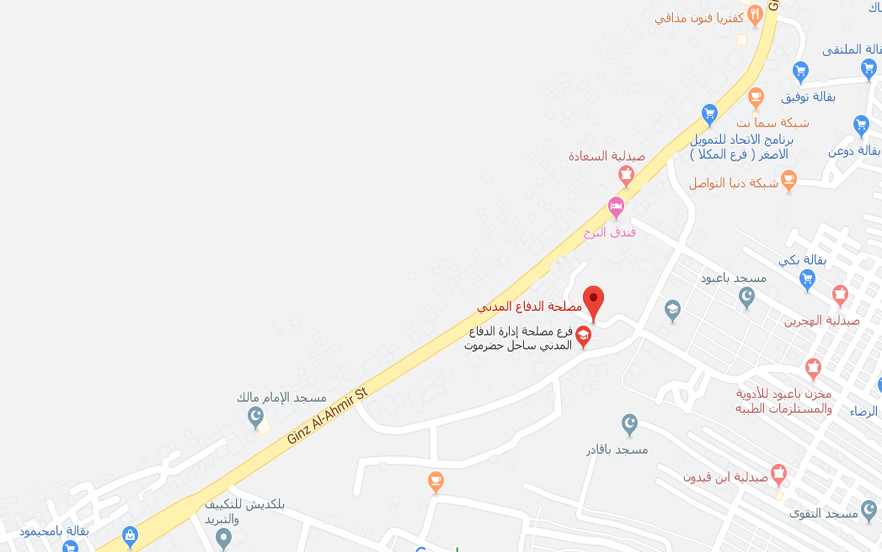 كفتريا فنون مذاقي
بقالة الملتقى
بقالة توفيق
شبكة سما نت
برنامج الاتحاد للتمويل
الاصغر ( فرع المكلا )
بقالة دوعن
صيدلية السعادة
شبكة دنيا التواصل
فندق البرج
بقالة بكي
مسجد باعبود
صيدلية الهجرين
مصلحة الدفاع المدني
فرع مصلحة إدارة الدفاع
المدني ساحل حضرموت
مخزن باعبود للأدوية
والمستلزمات الطبيه
الرضاء
مسجد الإمام مالك
Ginz Al-Ahmir St
مسجد باقادر
صيدلية ابن قيدون
مسجد التقوى
بلكديش للتكييف
والتبريد
بقالة بامحيمود